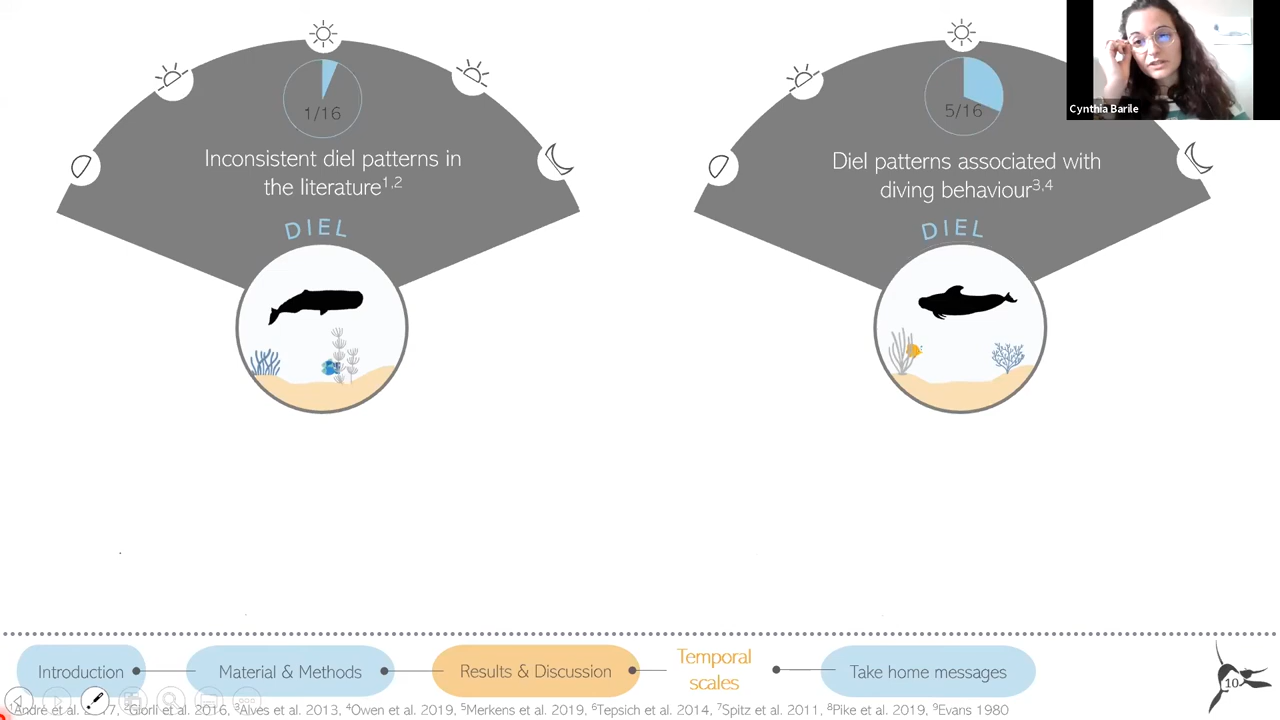 1/16
Inconsistent diel patterns in
the literature1,2
DIEL
5/16
Diel patterns associated with
diving behaviour3,4
DIEL
Cynthia Barile
Introduction
Material & Methods
Results & Discussion
Temporal
scales
Take home messages
10
et al. 2016, 3Alves et al. 2013, 4Owen et al. 2019, 5Merkens et al. 2019, 6Tepsich et al. 2014, 7Spitz et al. 2011, 8Pike et al. 2019, 9Evans 1980